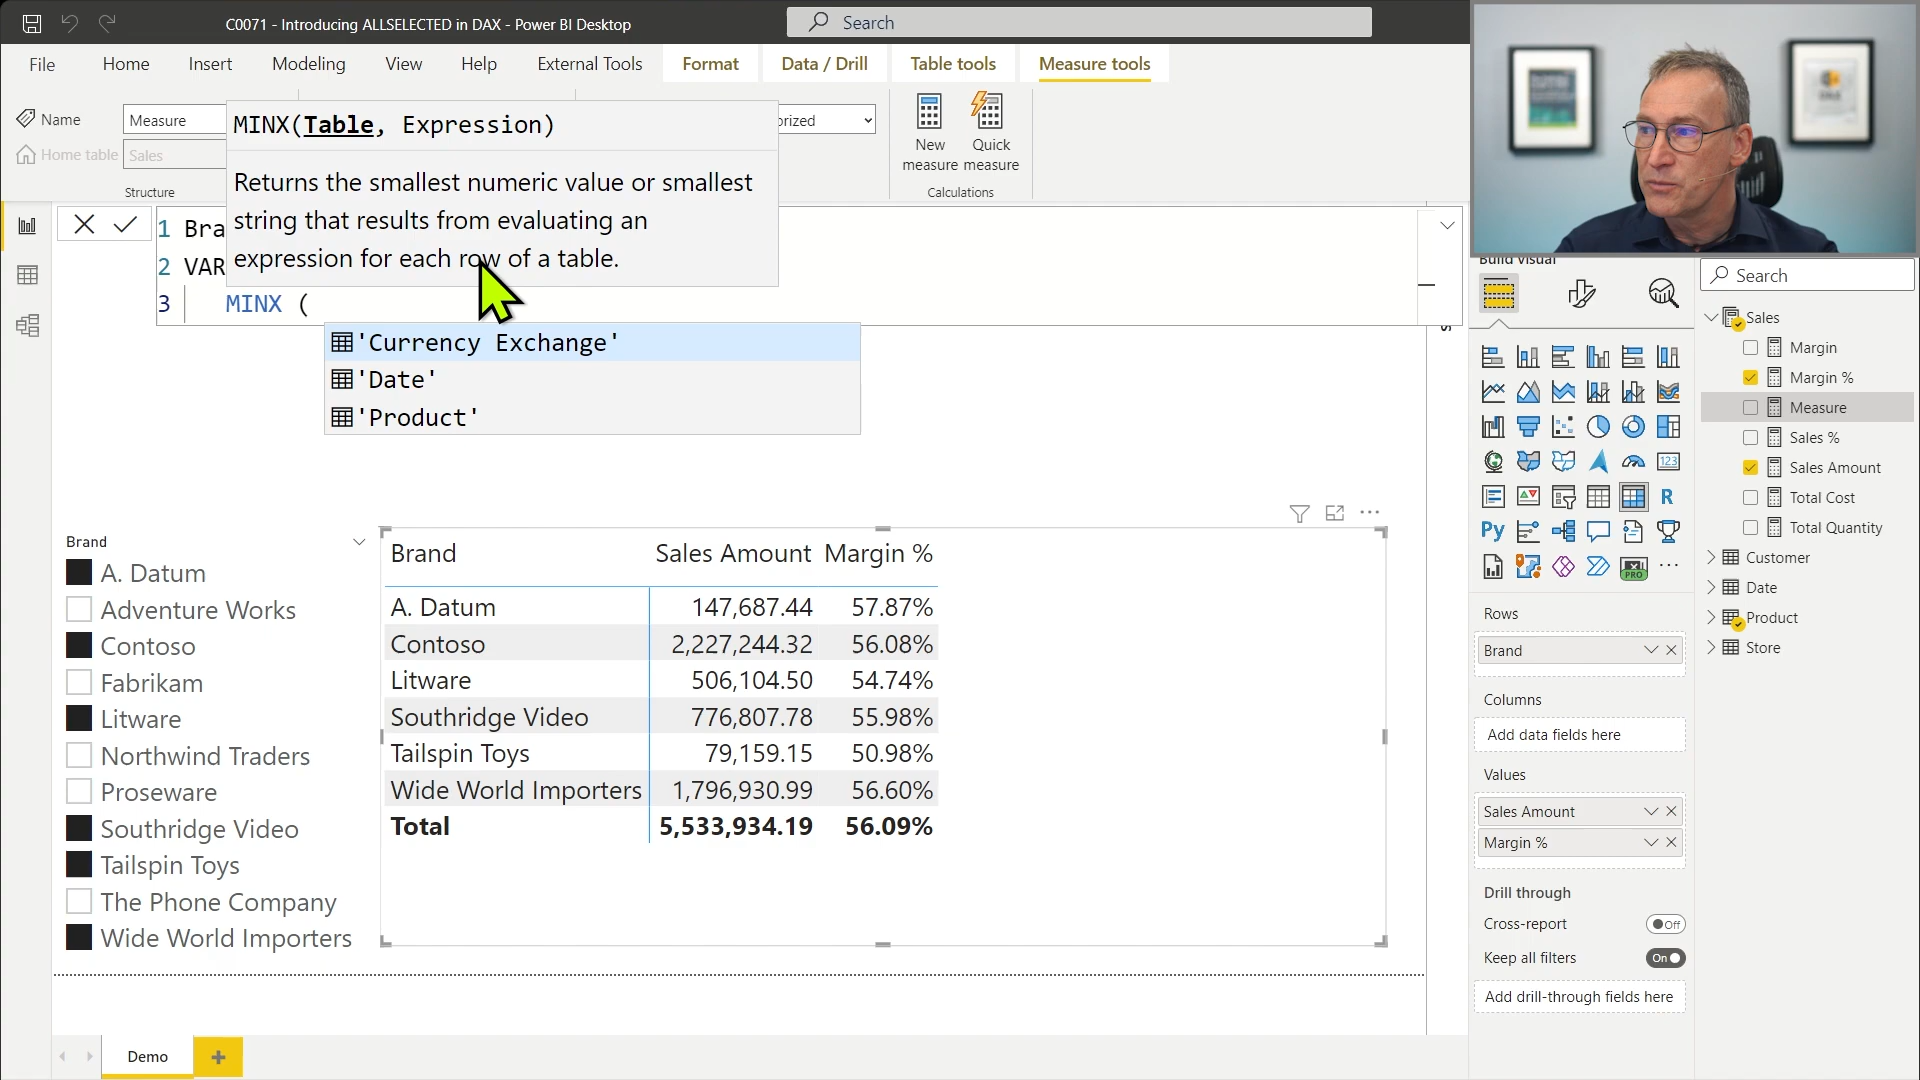 C0071 - Introducing ALLSELECTED in DAX - Power BI Desktop
Search
File
Home
Insert
Modeling
View
Help
External Tools
Format
Data / Drill
Table tools
Measure tools
Name
Measure
Home table
Sales
Structure
MINX(Table, Expression)
Returns the smallest numeric value or smallest
string that results from evaluating an
expression for each row of a table.
New
measure
Quick
measure
Calculations
1 Bra
2 VAR
3 MINX (
'Currency Exchange'
'Date'
'Product'
Brand
A. Datum
Adventure Works
Contoso
Fabrikam
Litware
Northwind Traders
Proseware
Southridge Video
Tailspin Toys
The Phone Company
Wide World Importers
Brand Sales Amount Margin %
A. Datum 147,687.44 57.87%
Contoso 2,227,244.32 56.08%
Litware 506,104.50 54.74%
Southridge Video 776,807.78 55.98%
Tailspin Toys 79,159.15 50.98%
Wide World Importers 1,796,930.99 56.60%
Total 5,533,934.19 56.09%
Build visual
R
Py
123
PRO
Rows
Brand
Columns
Add data fields here
Values
Sales Amount
Margin %
Drill through
Cross-report
Off
Keep all filters
On
Add drill-through fields here
Search
Sales
Margin
Margin %
Measure
Sales %
Sales Amount
Total Cost
Total Quantity
Customer
Date
Product
Store
Demo